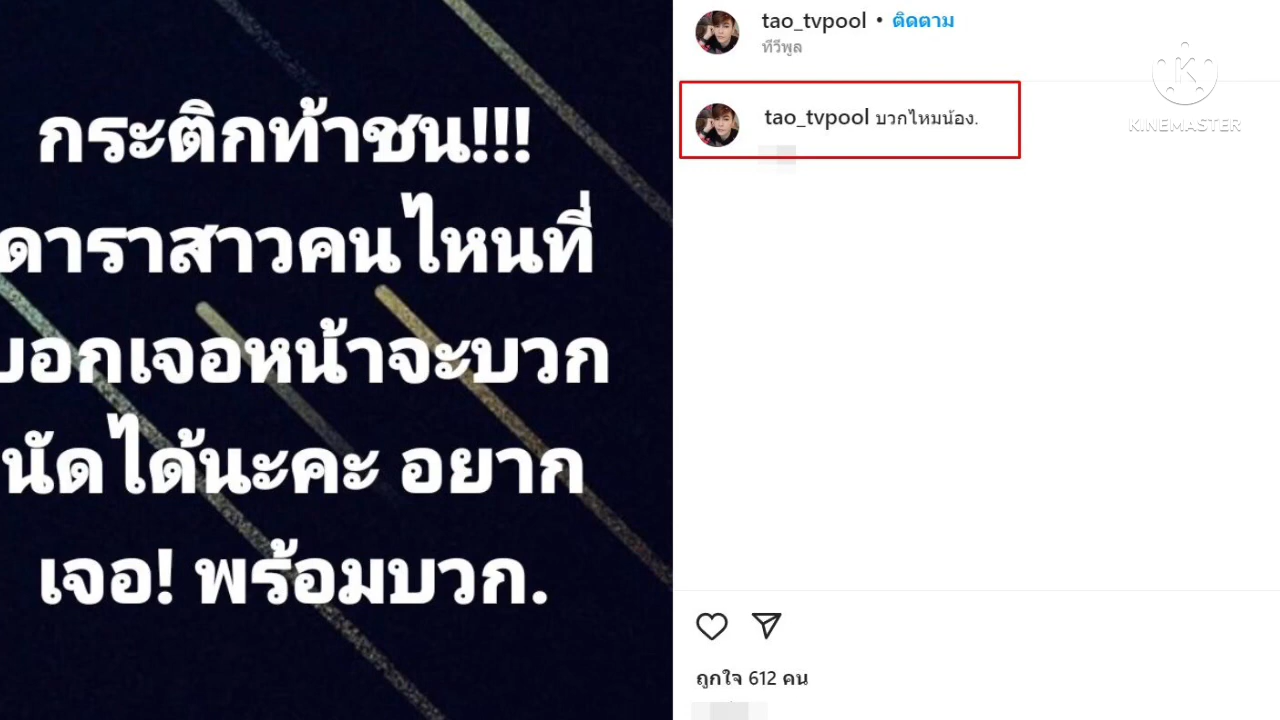 กระติกท้าชน!!!
ดาราสาวคนไหนที่
บอกเจอหน้าจะบวก
นัดได้นะคะ อยาก
เจอ! พร้อมบวก.
tao_tvpool • ติดตาม
ทีวีพูล
tao_tvpool บวกไหมน้อง.
KINEMASTER
ถูกใจ 612 คน